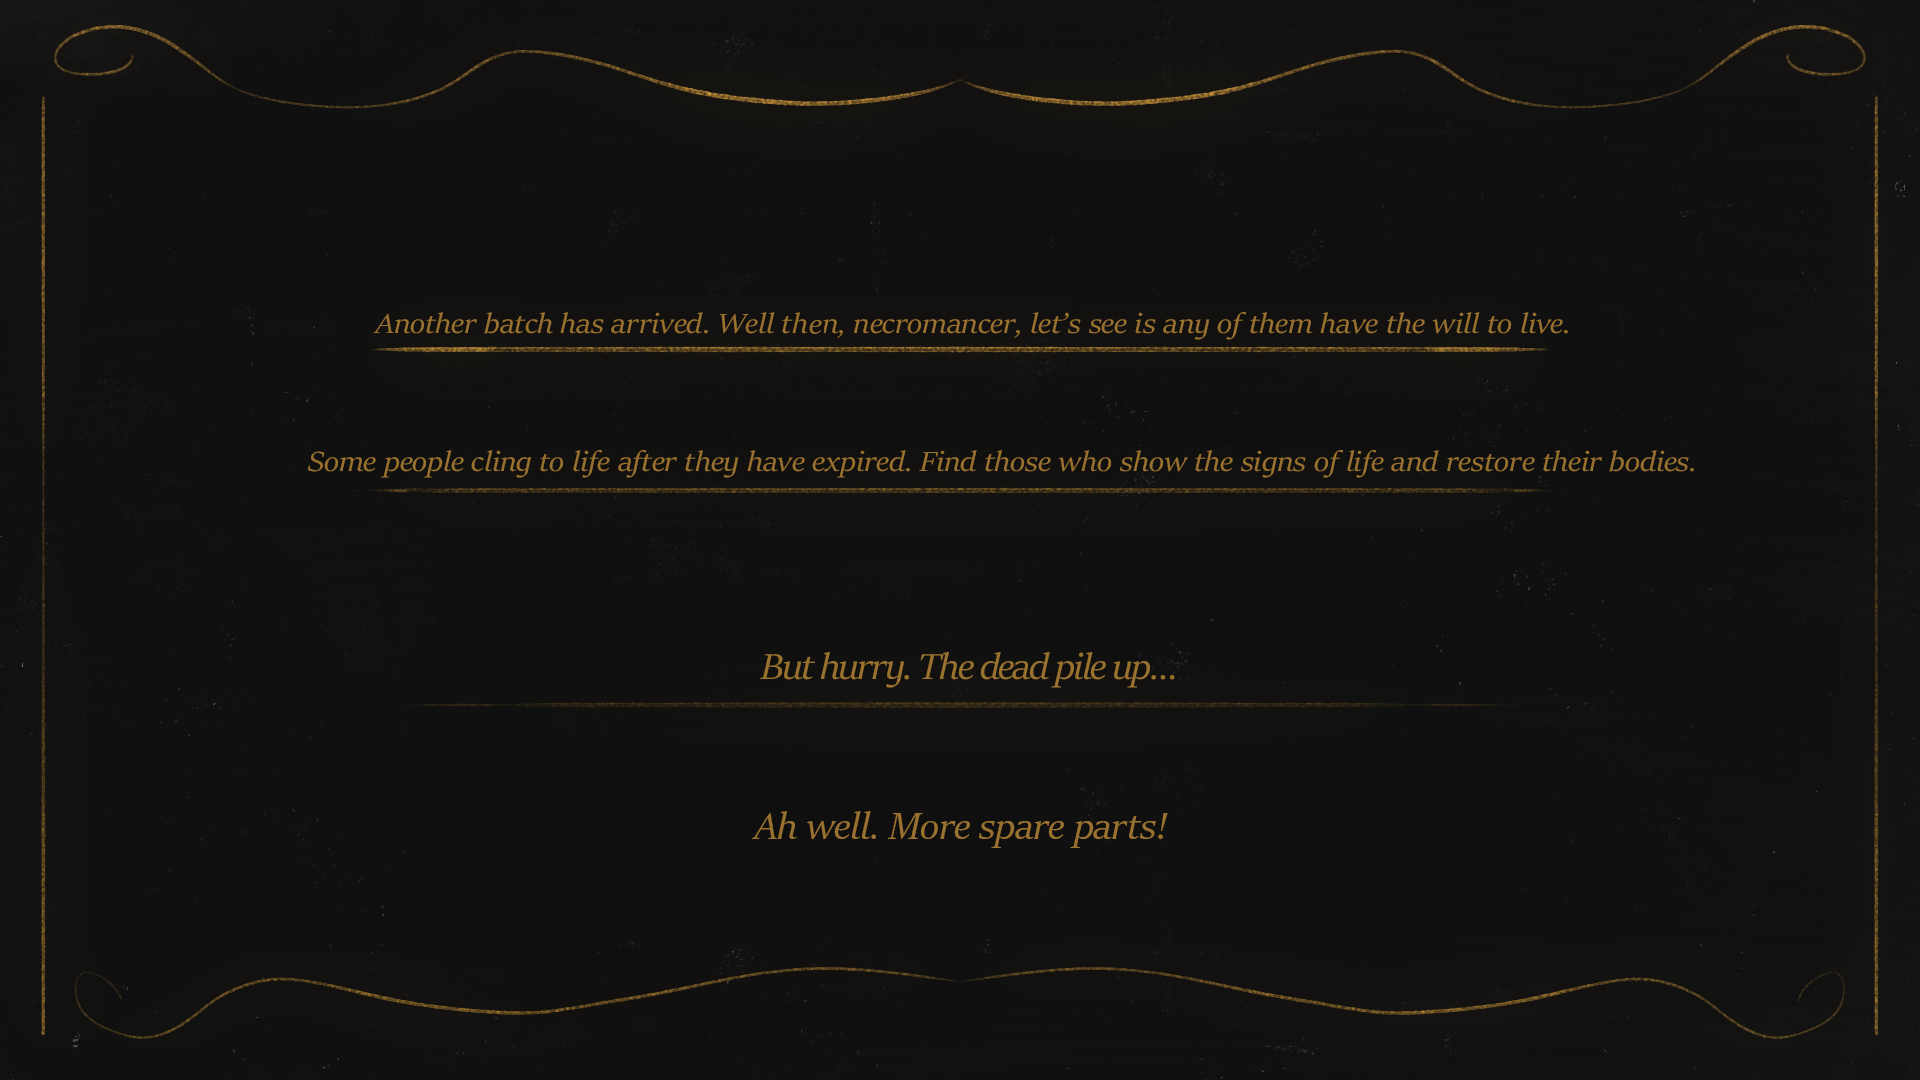 Another batch has arrived. Well then, necromancer, let’s see is any of them have the will to live.
Some people cling to life after they have expired. Find those who show the signs of life and restore their bodies.
But hurry. The dead pile up...
Ah well. More spare parts!